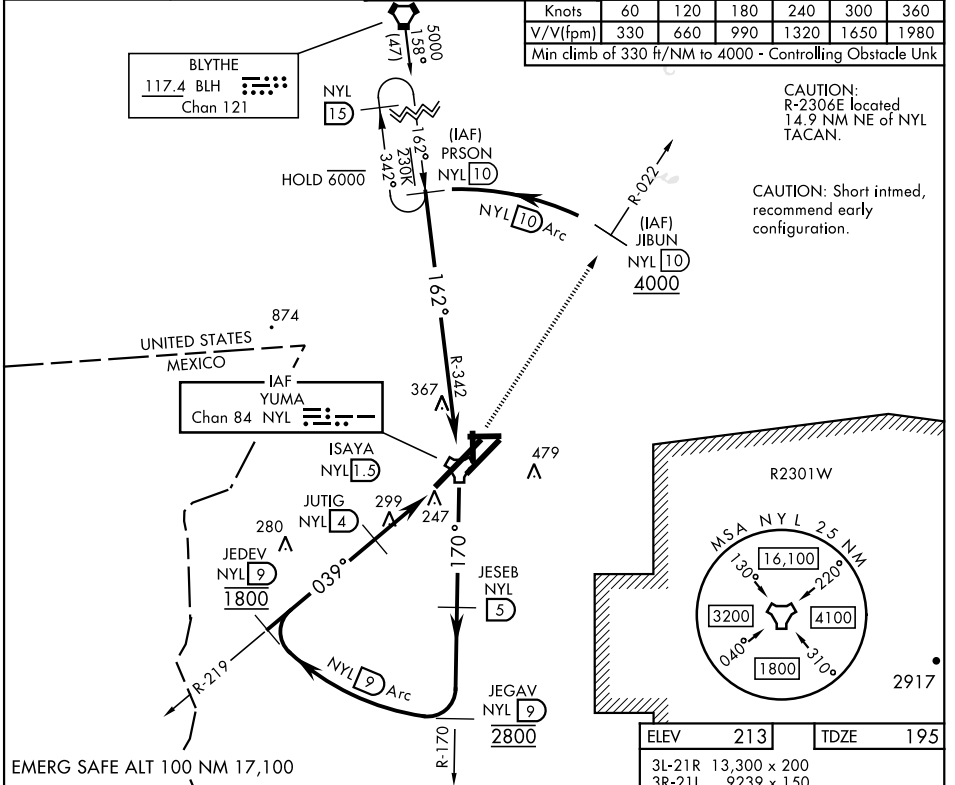 Knots 60 120 180 240 300 360
V/V(fpm) 330 660 990 1320 1650 1980
Min climb of 330 ft/NM to 4000 - Controlling Obstacle Unk
5000
158°
(47)
BLYTHE
117.4 BLH
Chan 121
CAUTION:
R-2306E located
14.9 NM NE of NYL
TACAN.
NYL
15
162°
230K
342°
HOLD 6000
(IAF)
PRSON
NYL 10
NYL 10 Arc
R-022
CAUTION: Short intmed,
recommend early
configuration.
(IAF)
JIBUN
NYL 10
4000
162°
R-342
874
UNITED STATES
MEXICO
IAF
YUMA
Chan 84 NYL
367
479
ISAYA
NYL 1.5
JUTIG
NYL 4
299
247
280
JEDEV
NYL 9
1800
039°
170°
JESEB
NYL
5
R-219
NYL 9 Arc
JEGAV
NYL 9
2800
R-170
R2301W
MSA NYL 25 NM
16,100
130°
220°
3200
4100
040°
310°
1800
2917
ELEV 213
TDZE 195
3L-21R 13,300 x 200
3R-21L 9239 x 150
EMERG SAFE ALT 100 NM 17,100